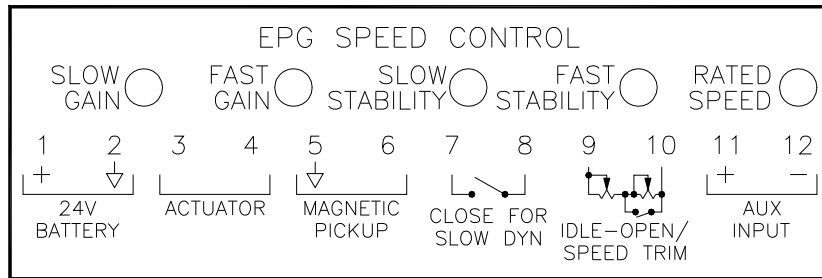 EPG SPEED CONTROL
SLOW GAIN
FAST GAIN
SLOW STABILITY
FAST STABILITY
RATED SPEED
1 2 3 4 5 6 7 8 9 10 11 12
+ + −
24V BATTERY
ACTUATOR
MAGNETIC PICKUP
CLOSE FOR SLOW DYN
IDLE-OPEN/ SPEED TRIM
AUX INPUT